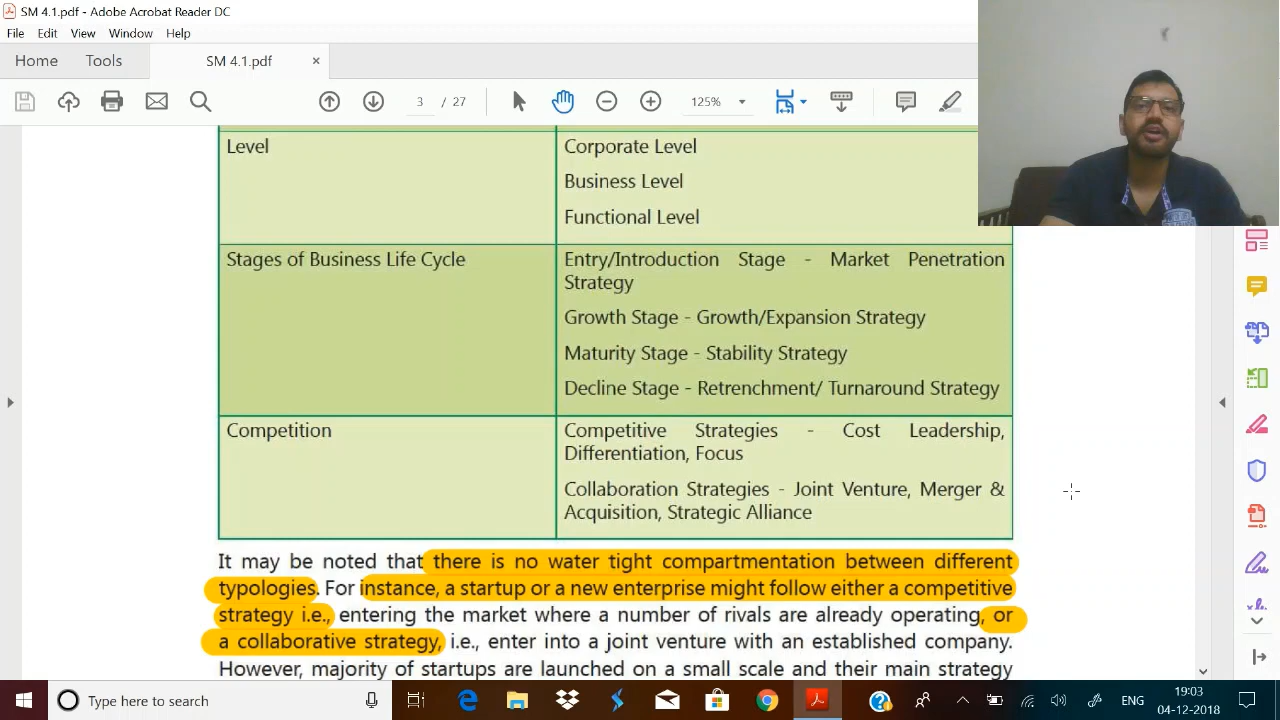 SM 4.1.pdf - Adobe Acrobat Reader DC
File Edit View Window Help
Home Tools SM 4.1.pdf ×
3 / 27 125%
Level
Corporate Level
Business Level
Functional Level
Stages of Business Life Cycle
Entry/Introduction Stage - Market Penetration
Strategy
Growth Stage - Growth/Expansion Strategy
Maturity Stage - Stability Strategy
Decline Stage - Retrenchment/ Turnaround Strategy
Competition
Competitive Strategies - Cost Leadership,
Differentiation, Focus
Collaboration Strategies - Joint Venture, Merger &
Acquisition, Strategic Alliance
It may be noted that there is no water tight compartmentation between different
typologies. For instance, a startup or a new enterprise might follow either a competitive
strategy i.e., entering the market where a number of rivals are already operating, or
a collaborative strategy, i.e., enter into a joint venture with an established company.
However, majority of startups are launched on a small scale and their main strategy
Type here to search
ENG
19:03
04-12-2018